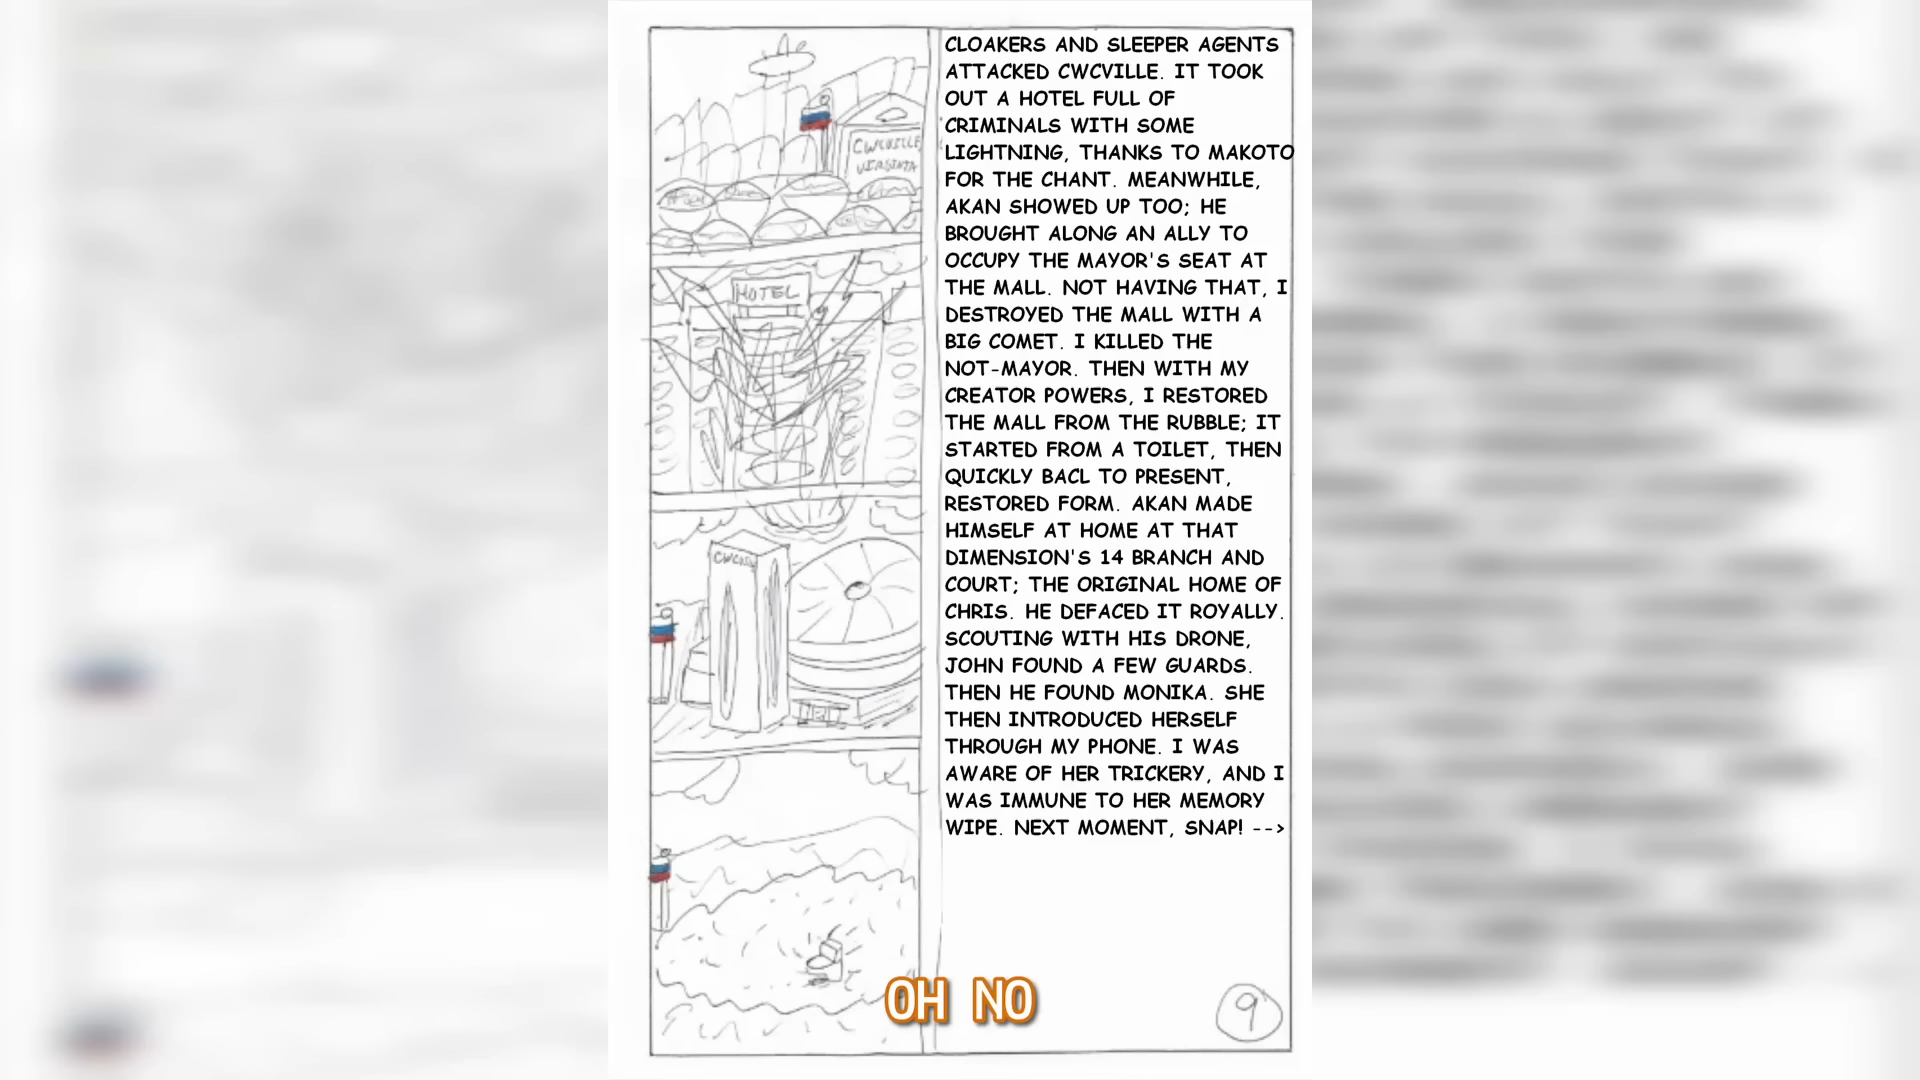 CWCVILLE
VIRGINIA
HOTEL
CLOAKERS AND SLEEPER AGENTS
ATTACKED CWCVILLE. IT TOOK
OUT A HOTEL FULL OF
CRIMINALS WITH SOME
LIGHTNING, THANKS TO MAKOTO
FOR THE CHANT. MEANWHILE,
AKAN SHOWED UP TOO; HE
BROUGHT ALONG AN ALLY TO
OCCUPY THE MAYOR'S SEAT AT
THE MALL. NOT HAVING THAT, I
DESTROYED THE MALL WITH A
BIG COMET. I KILLED THE
NOT-MAYOR. THEN WITH MY
CREATOR POWERS, I RESTORED
THE MALL FROM THE RUBBLE; IT
STARTED FROM A TOILET, THEN
QUICKLY BACL TO PRESENT,
RESTORED FORM. AKAN MADE
HIMSELF AT HOME AT THAT
DIMENSION'S 14 BRANCH AND
COURT; THE ORIGINAL HOME OF
CHRIS. HE DEFACED IT ROYALLY.
SCOUTING WITH HIS DRONE,
JOHN FOUND A FEW GUARDS.
THEN HE FOUND MONIKA. SHE
THEN INTRODUCED HERSELF
THROUGH MY PHONE. I WAS
AWARE OF HER TRICKERY, AND I
WAS IMMUNE TO HER MEMORY
WIPE. NEXT MOMENT, SNAP! -->
OH NO
9